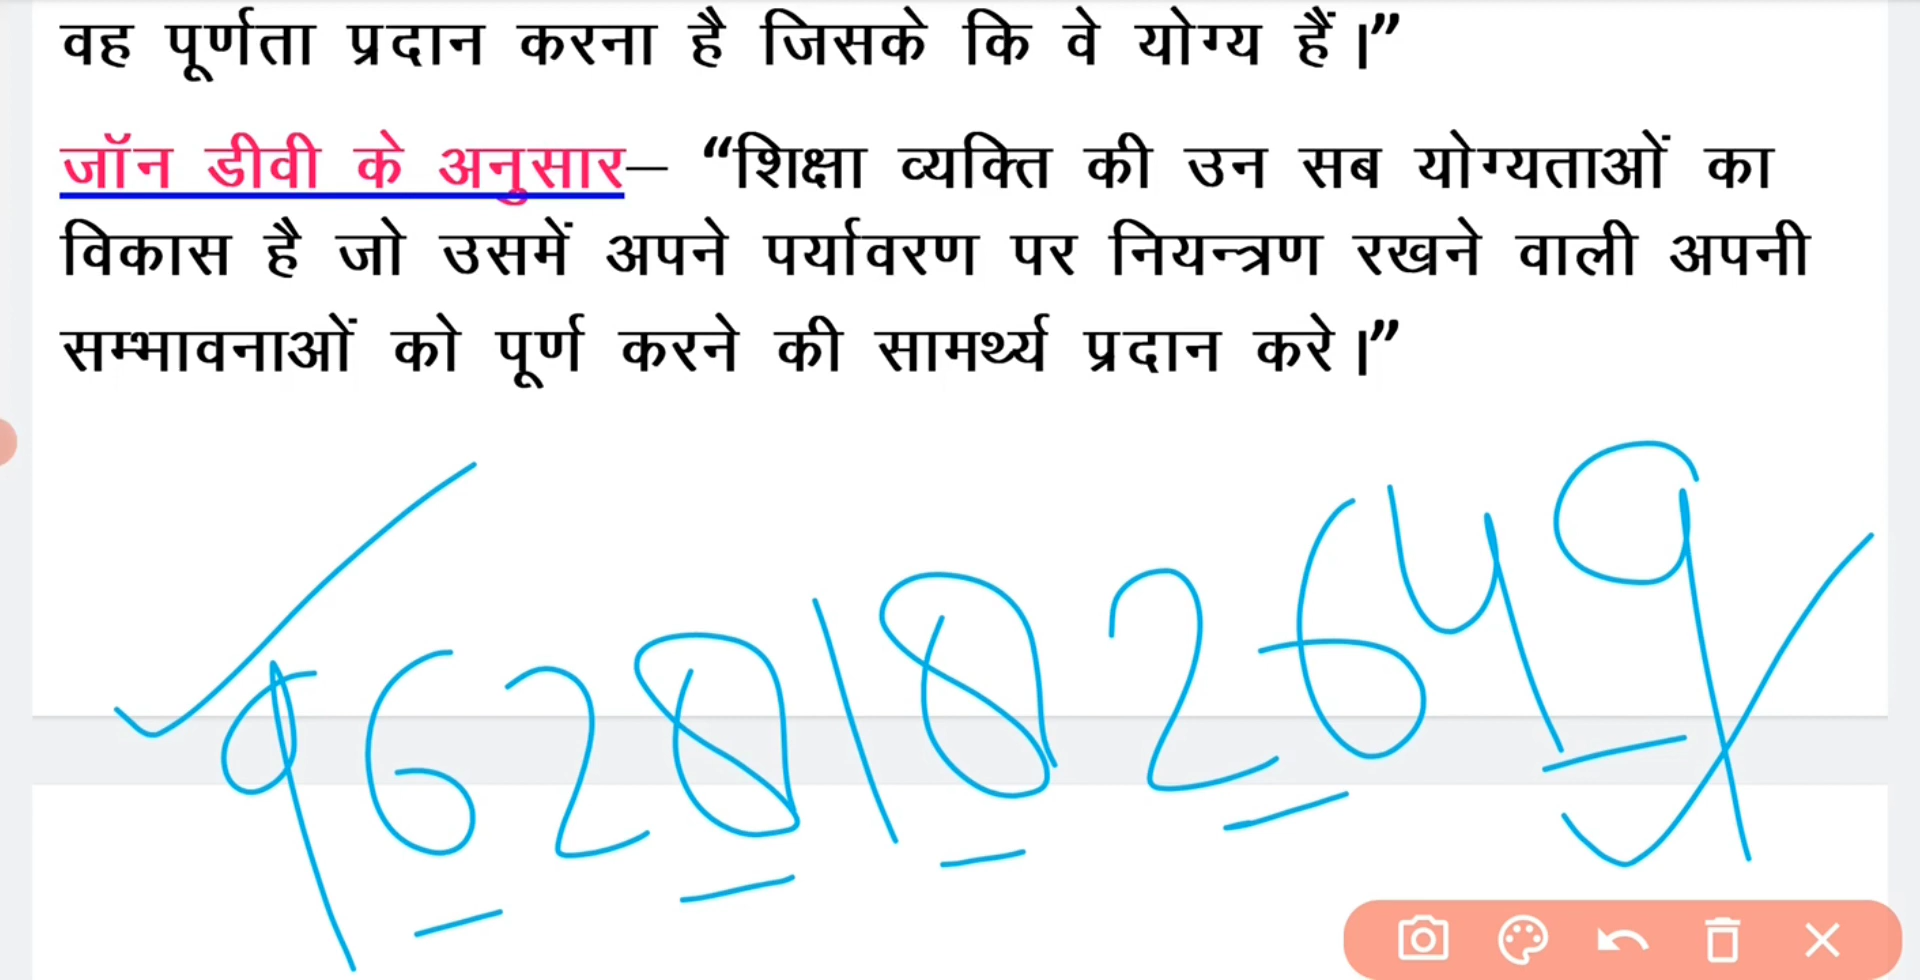 वह पूर्णता प्रदान करना है जिसके कि वे योग्य हैं।”
जॉन डीवी के अनुसार– “शिक्षा व्यक्ति की उन सब योग्यताओं का
विकास है जो उसमें अपने पर्यावरण पर नियन्त्रण रखने वाली अपनी
सम्भावनाओं को पूर्ण करने की सामर्थ्य प्रदान करे।”
9628182649